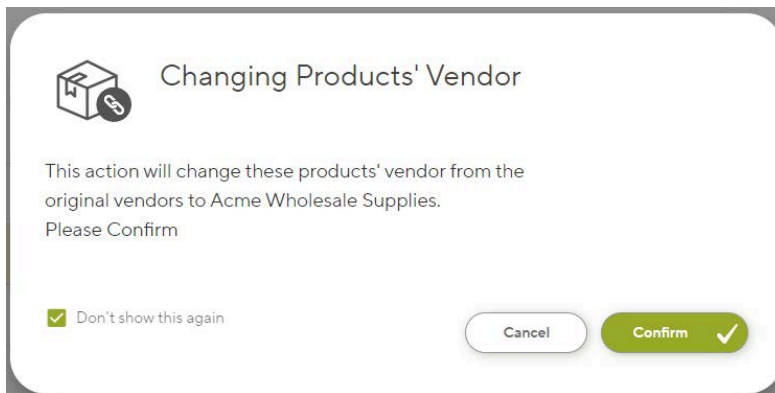 Changing Products' Vendor
This action will change these products' vendor from the
original vendors to Acme Wholesale Supplies.
Please Confirm
Don't show this again
Cancel
Confirm